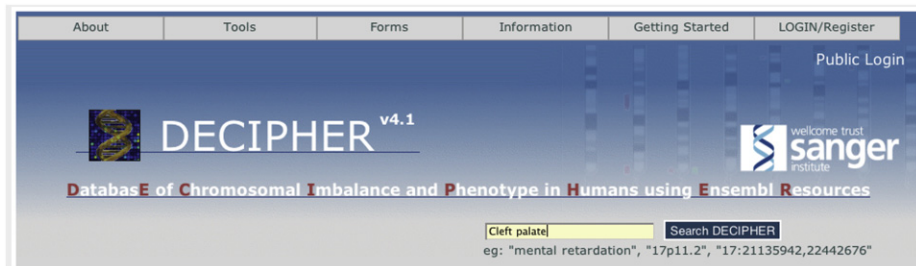 About Tools Forms Information Getting Started LOGIN/Register
Public Login
DECIPHER v4.1
wellcome trust
sanger
institute
DatabasE of Chromosomal Imbalance and Phenotype in Humans using Ensembl Resources
Cleft palate Search DECIPHER
eg: "mental retardation", "17p11.2", "17:21135942,22442676"